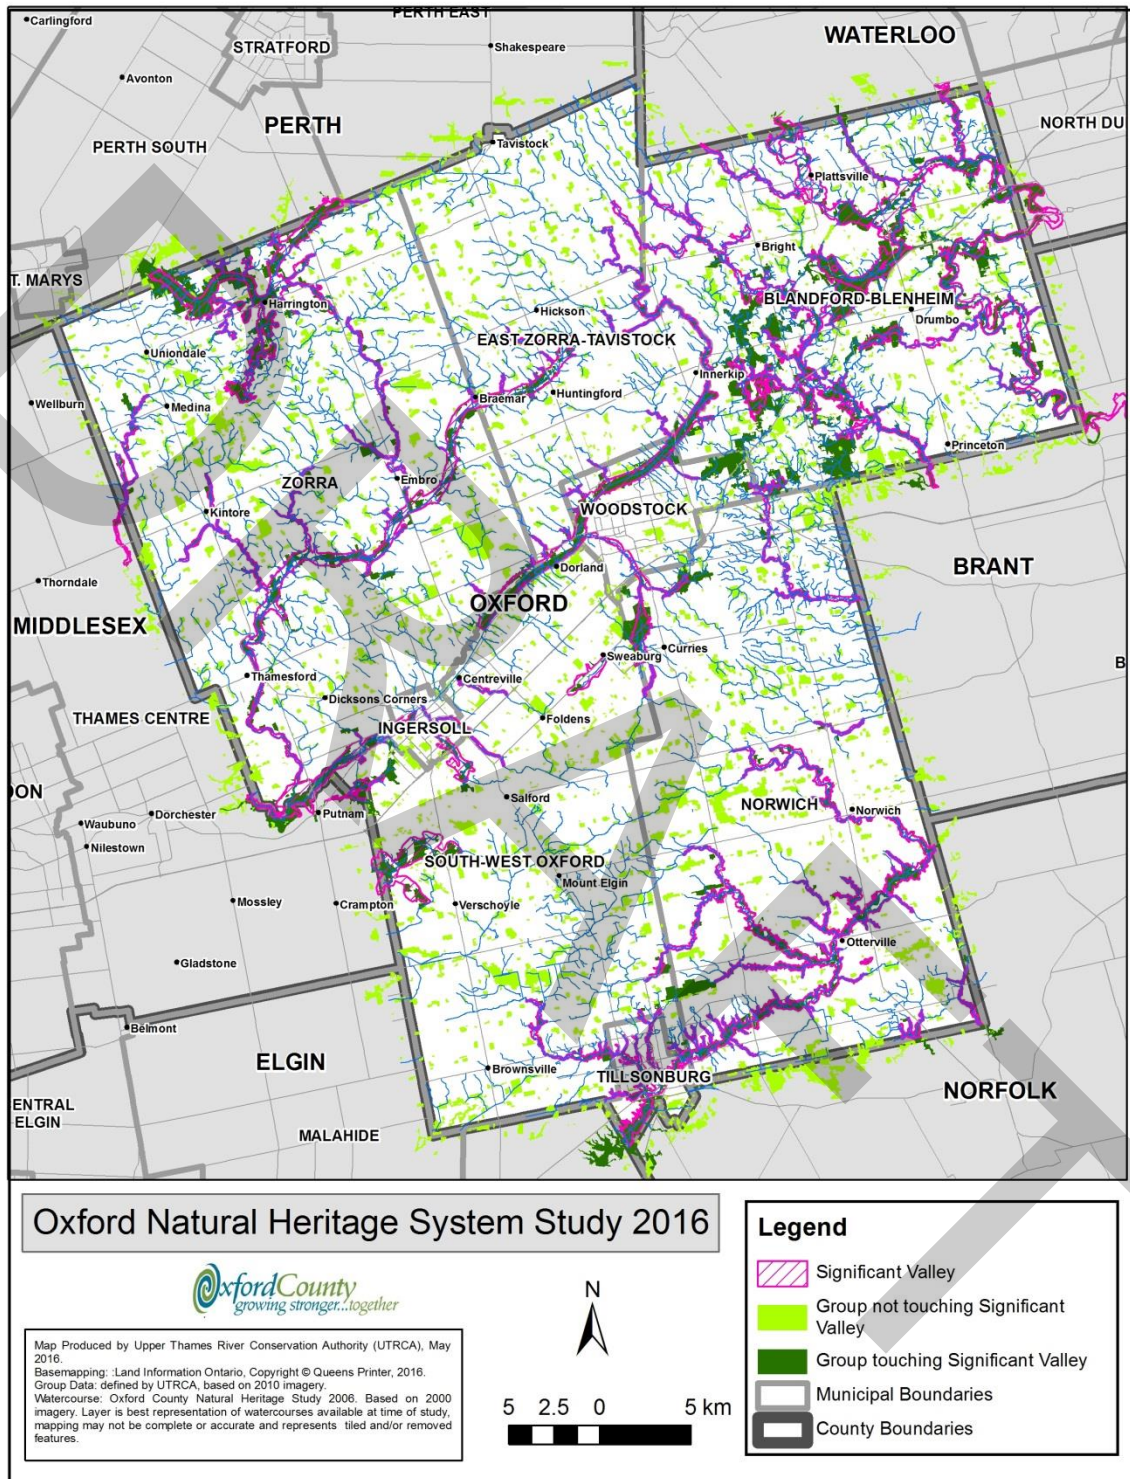 PERTH EAST
Carlingford
STRATFORD
Shakespeare
WATERLOO
Avonton
PERTH
NORTH DU
PERTH SOUTH
Tavistock
Plattsville
Bright
T. MARYS
Harrington
BLANDFORD-BLENHEIM
Drumbo
Hickson
EAST ZORRA-TAVISTOCK
Uniondale
Innerkip
Huntingford
Braemar
Wellburn
Medina
Princeton
ZORRA
Embro
WOODSTOCK
Kintore
BRANT
Dorland
Thorndale
OXFORD
MIDDLESEX
Curries
Sweaburg
B
Thamesford
Centreville
Dicksons Corners
THAMES CENTRE
Foldens
INGERSOLL
DON
Salford
NORWICH
Norwich
Putnam
Dorchester
Waubuno
Nilestown
SOUTH-WEST OXFORD
Mount Elgin
Mossley
Crampton
Verschoyle
Otterville
Gladstone
Belmont
ELGIN
Brownsville
TILLSONBURG
NORFOLK
ENTRAL
ELGIN
MALAHIDE
DRAFT
Oxford Natural Heritage System Study 2016
OxfordCounty
growing stronger...together
N
Map Produced by Upper Thames River Conservation Authority (UTRCA), May
2016.
Basemapping: :Land Information Ontario, Copyright © Queens Printer, 2016.
Group Data: defined by UTRCA, based on 2010 imagery.
Watercourse: Oxford County Natural Heritage Study 2006. Based on 2000
imagery. Layer is best representation of watercourses available at time of study,
mapping may not be complete or accurate and represents tiled and/or removed
features.
5 2.5 0 5 km
Legend
Significant Valley
Group not touching Significant
Valley
Group touching Significant Valley
Municipal Boundaries
County Boundaries